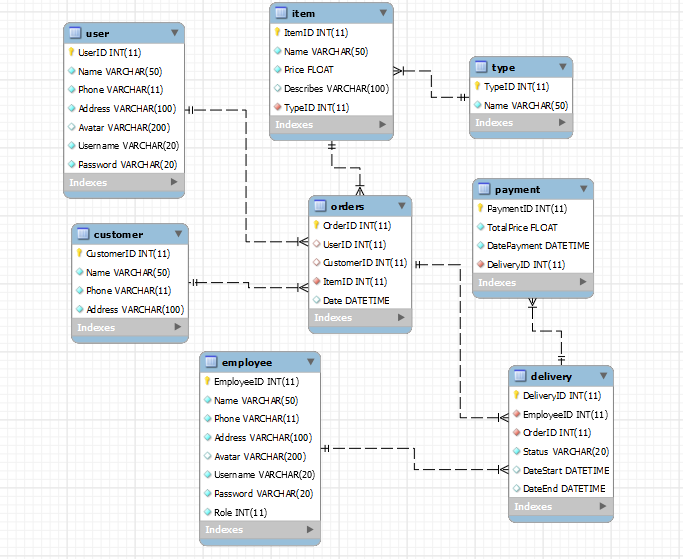 user
UserID INT(11)
Name VARCHAR(50)
Phone VARCHAR(11)
Address VARCHAR(100)
Avatar VARCHAR(200)
Username VARCHAR(20)
Password VARCHAR(20)
Indexes
item
ItemID INT(11)
Name VARCHAR(50)
Price FLOAT
Describes VARCHAR(100)
TypeID INT(11)
Indexes
type
TypeID INT(11)
Name VARCHAR(50)
Indexes
customer
CustomerID INT(11)
Name VARCHAR(50)
Phone VARCHAR(11)
Address VARCHAR(100)
Indexes
orders
OrderID INT(11)
UserID INT(11)
CustomerID INT(11)
ItemID INT(11)
Date DATETIME
Indexes
payment
PaymentID INT(11)
TotalPrice FLOAT
DatePayment DATETIME
DeliveryID INT(11)
Indexes
employee
EmployeeID INT(11)
Name VARCHAR(50)
Phone VARCHAR(11)
Address VARCHAR(100)
Avatar VARCHAR(200)
Username VARCHAR(20)
Password VARCHAR(20)
Role INT(11)
Indexes
delivery
DeliveryID INT(11)
EmployeeID INT(11)
OrderID INT(11)
Status VARCHAR(20)
DateStart DATETIME
DateEnd DATETIME
Indexes